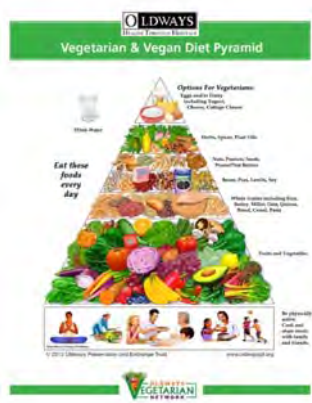 OLDWAYS
HEALTH THROUGH HERITAGE
Vegetarian & Vegan Diet Pyramid
Options For Vegetarians:
Eggs and/or Dairy
including Yogurt,
Cheese, Cottage Cheese
Drink Water
Herbs, Spices, Plant Oils
Nuts, Peanuts, Seeds,
Peanut/Nut Butters
Eat these
foods
every
day
Beans, Peas, Lentils, Soy
Whole Grains including Oats,
Barley, Millet, Quinoa,
Bread, Cereal, Pasta
Fruits and Vegetables
Be physically
active;
Cook and
share meals
with family
and friends.
© 2013 Oldways Preservation and Exchange Trust
www.oldwayspt.org
OLDWAYS
VEGETARIAN
NETWORK